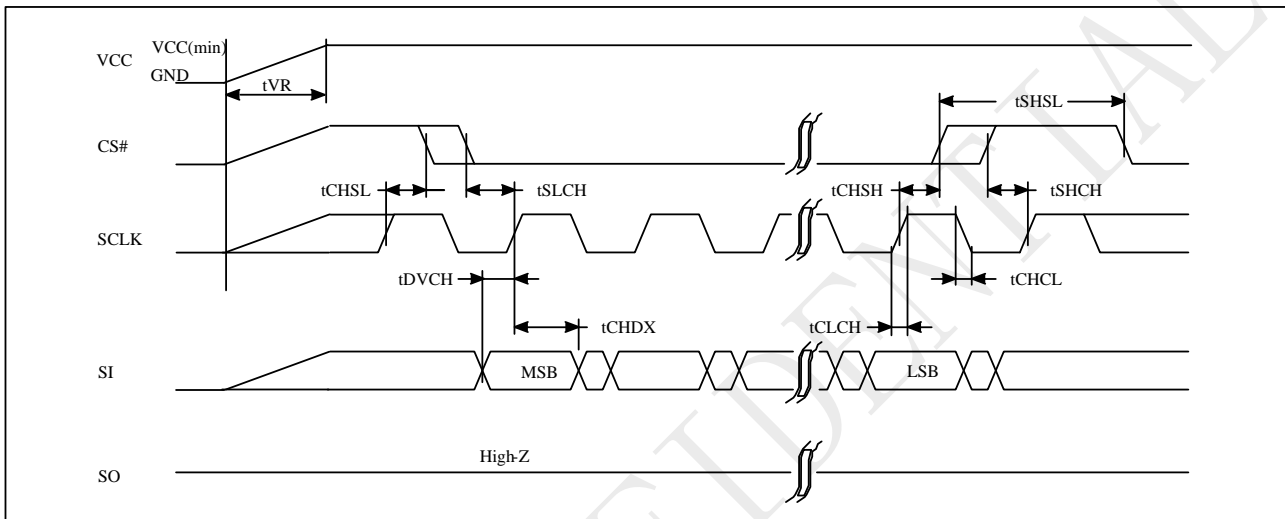 VCC
VCC(min)
GND
tVR
tSHSL
CS#
tCHSL
tSLCH
tCHSH
tSHCH
SCLK
tDVCH
tCHCL
tCHDX
tCLCH
SI
MSB
LSB
High-Z
SO